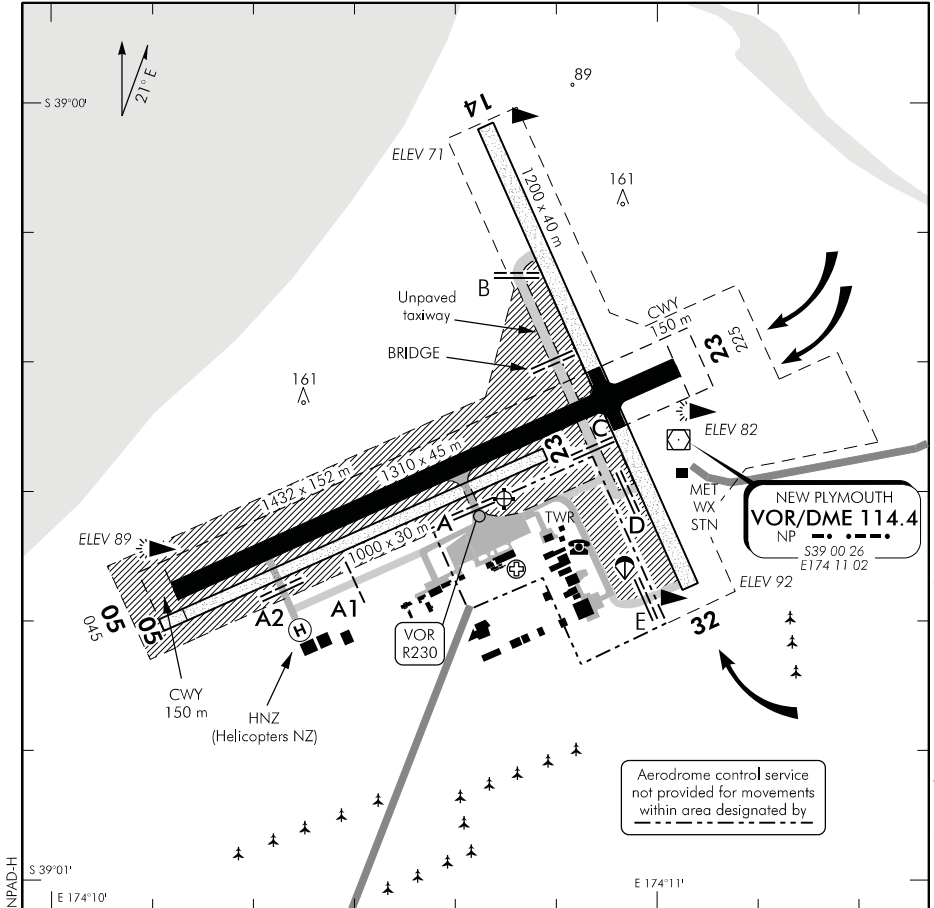 S 39°00'
21° E
89
14
ELEV 71
1200 x 40 m
161
B
Unpaved
taxiway
BRIDGE
CWY
150 m
23
225
161
ELEV 82
C
23
1432 x 152 m
1310 x 45 m
MET
WX
STN
NEW PLYMOUTH
VOR/DME 114.4
NP
S39 00 26
E174 11 02
ELEV 89
A
TWR
D
1000 x 30 m
ELEV 92
05
045
05
A2
H
A1
VOR
R230
E
32
CWY
150 m
HNZ
(Helicopters NZ)
Aerodrome control service
not provided for movements
within area designated by
NPAD-H
S 39°01'
E 174°10'
E 174°11'